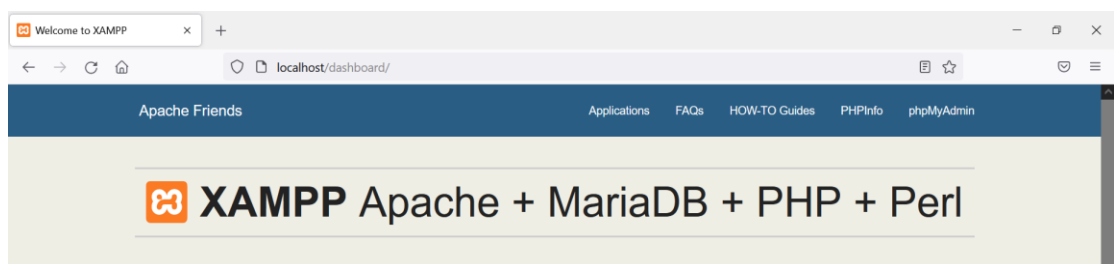 Welcome to XAMPP
localhost/dashboard/
Apache Friends Applications FAQs HOW-TO Guides PHPInfo phpMyAdmin
XAMPP Apache + MariaDB + PHP + Perl